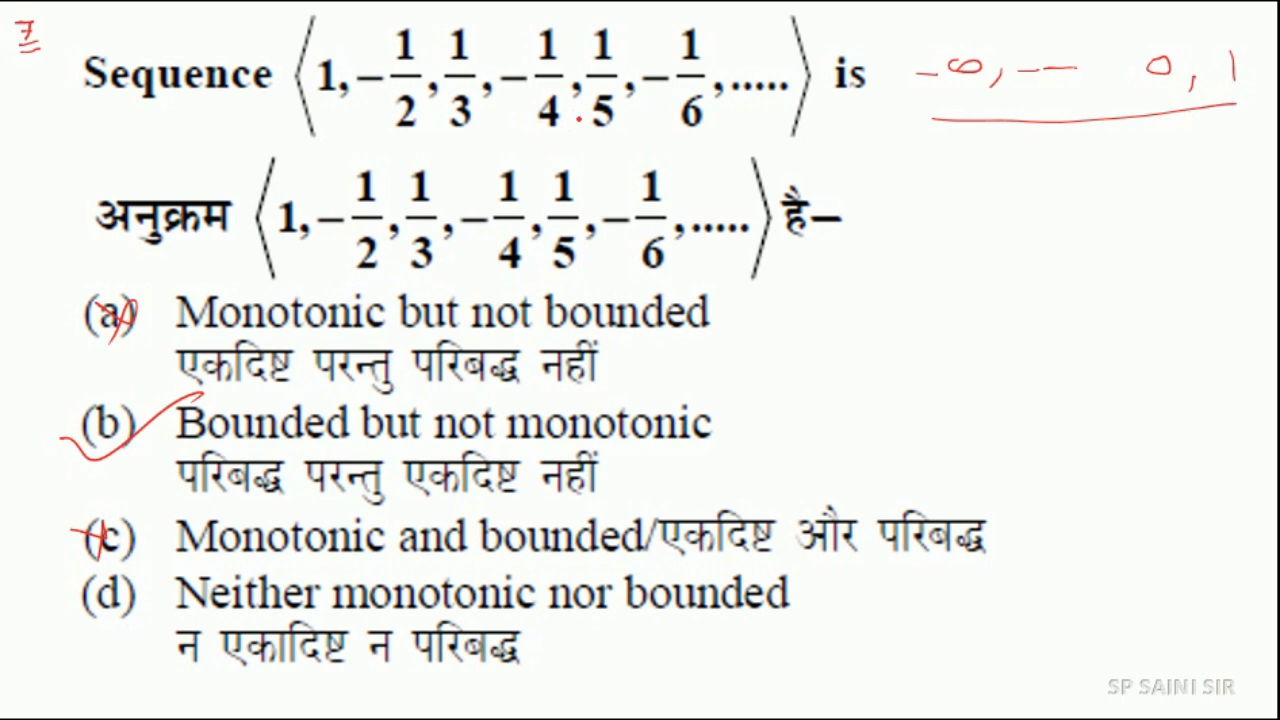 7
Sequence ⟨1, -1/2, 1/3, -1/4, 1/5, -1/6, .....⟩ is -∞, -- 0, 1
अनुक्रम ⟨1, -1/2, 1/3, -1/4, 1/5, -1/6, .....⟩ है–
(a) Monotonic but not bounded
एकदिष्ट परन्तु परिबद्ध नहीं
(b) Bounded but not monotonic
परिबद्ध परन्तु एकदिष्ट नहीं
(c) Monotonic and bounded/एकदिष्ट और परिबद्ध
(d) Neither monotonic nor bounded
न एकादिष्ट न परिबद्ध
SP SAINI SIR